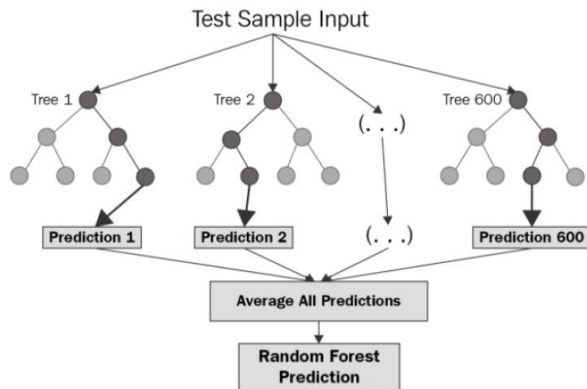 Test Sample Input
Tree 1
Tree 2
(. . .)
Tree 600
Prediction 1
Prediction 2
(. . .)
Prediction 600
Average All Predictions
Random Forest
Prediction